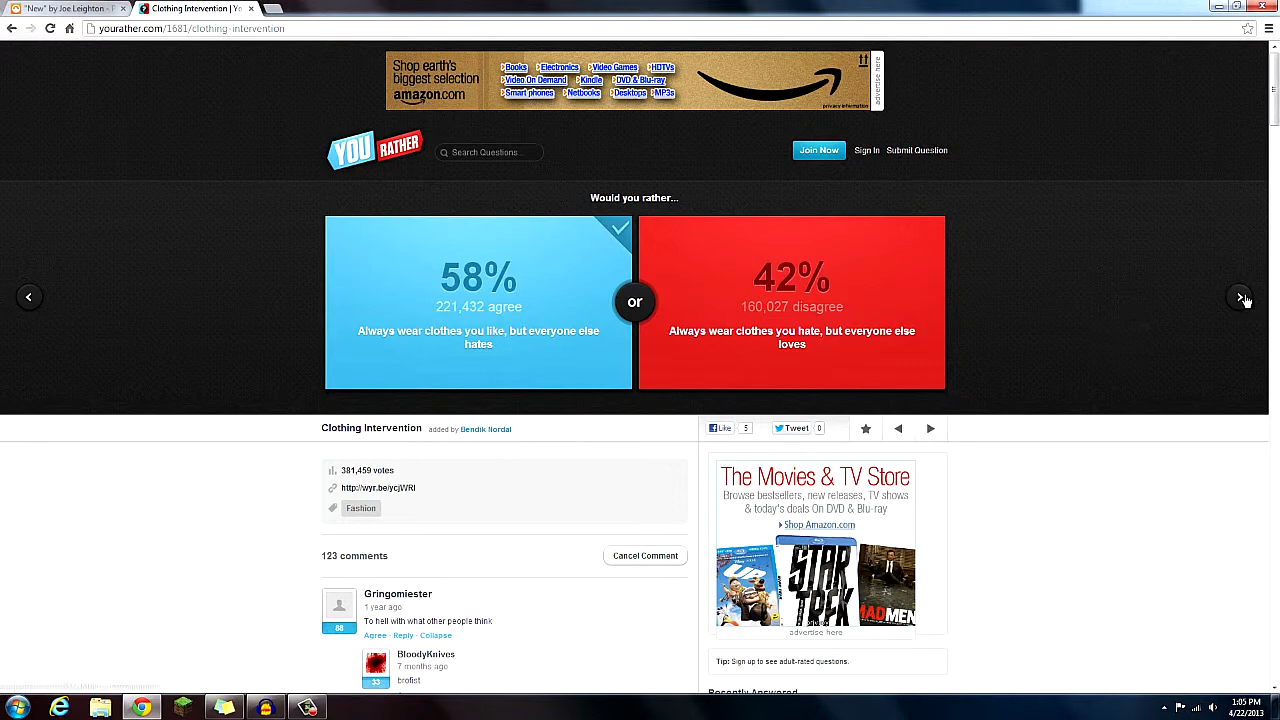 "New" by Joe Leighton - P
Clothing Intervention | Yo
yourather.com/1681/clothing-intervention
Shop earth's biggest selection
amazon.com
Books Electronics Video Games HDTVs
Video On Demand Kindle DVD & Blu-ray
Smart phones Netbooks Desktops MP3s
privacy information
advertise here
YOU RATHER
Search Questions...
Join Now Sign In Submit Question
Would you rather...
58%
221,432 agree
Always wear clothes you like, but everyone else
hates
or
42%
160,027 disagree
Always wear clothes you hate, but everyone else
loves
Clothing Intervention added by Bendik Nordal
Like 5 Tweet 0
381,459 votes
http://wyr.be/ycjWRI
Fashion
123 comments
Cancel Comment
Gringomiester
1 year ago
To hell with what other people think
88
Agree - Reply - Collapse
BloodyKnives
7 months ago
33
brofist
The Movies & TV Store
Browse bestsellers, new releases, TV shows
& today's deals On DVD & Blu-ray
Shop Amazon.com
UP
STAR TREK
MAD MEN
advertise here
Tip: Sign up to see adult-rated questions.
Recently Answered
1:05 PM
4/22/2013